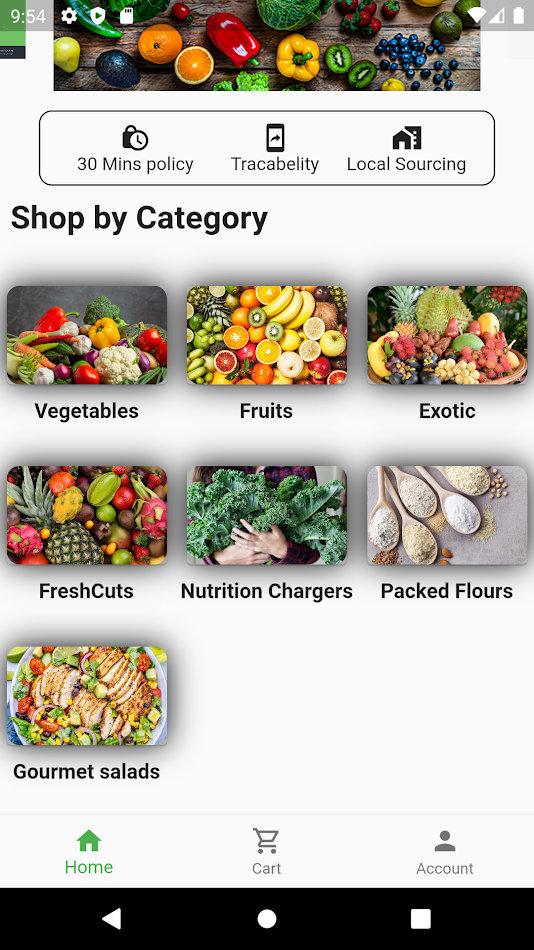 9:54
30 Mins policy
Tracabelity
Local Sourcing
Shop by Category
Vegetables
Fruits
Exotic
FreshCuts
Nutrition Chargers
Packed Flours
Gourmet salads
Home
Cart
Account